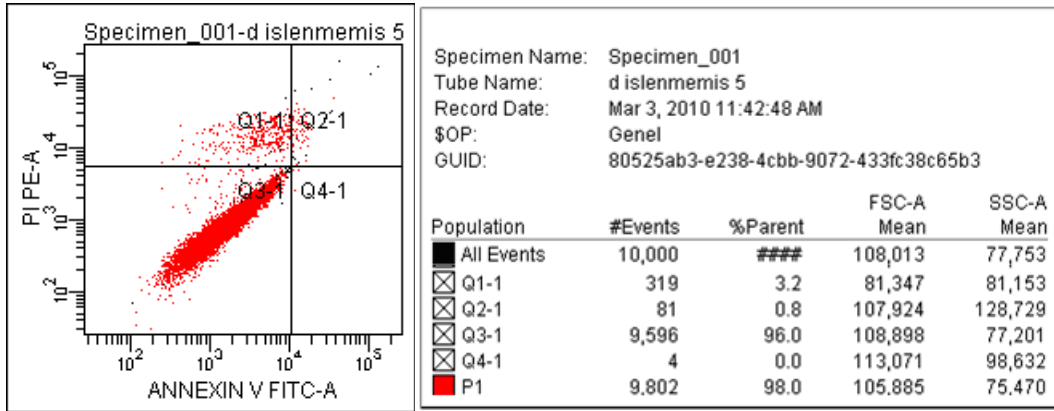 Specimen_001-d islenmemis 5
PI PE-A
10^5
10^4
10^3
10^2
Q1-1 Q2-1
Q3-1 Q4-1
10^2 10^3 10^4 10^5
ANNEXIN V FITC-A
Specimen Name: Specimen_001
Tube Name: d islenmemis 5
Record Date: Mar 3, 2010 11:42:48 AM
$OP: Genel
GUID: 80525ab3-e238-4cbb-9072-433fc38c65b3
FSC-A SSC-A
Population #Events %Parent Mean Mean
All Events 10,000 #### 108,013 77,753
Q1-1 319 3.2 81,347 81,153
Q2-1 81 0.8 107,924 128,729
Q3-1 9,596 96.0 108,898 77,201
Q4-1 4 0.0 113,071 98,632
P1 9,802 98.0 105,885 75,470